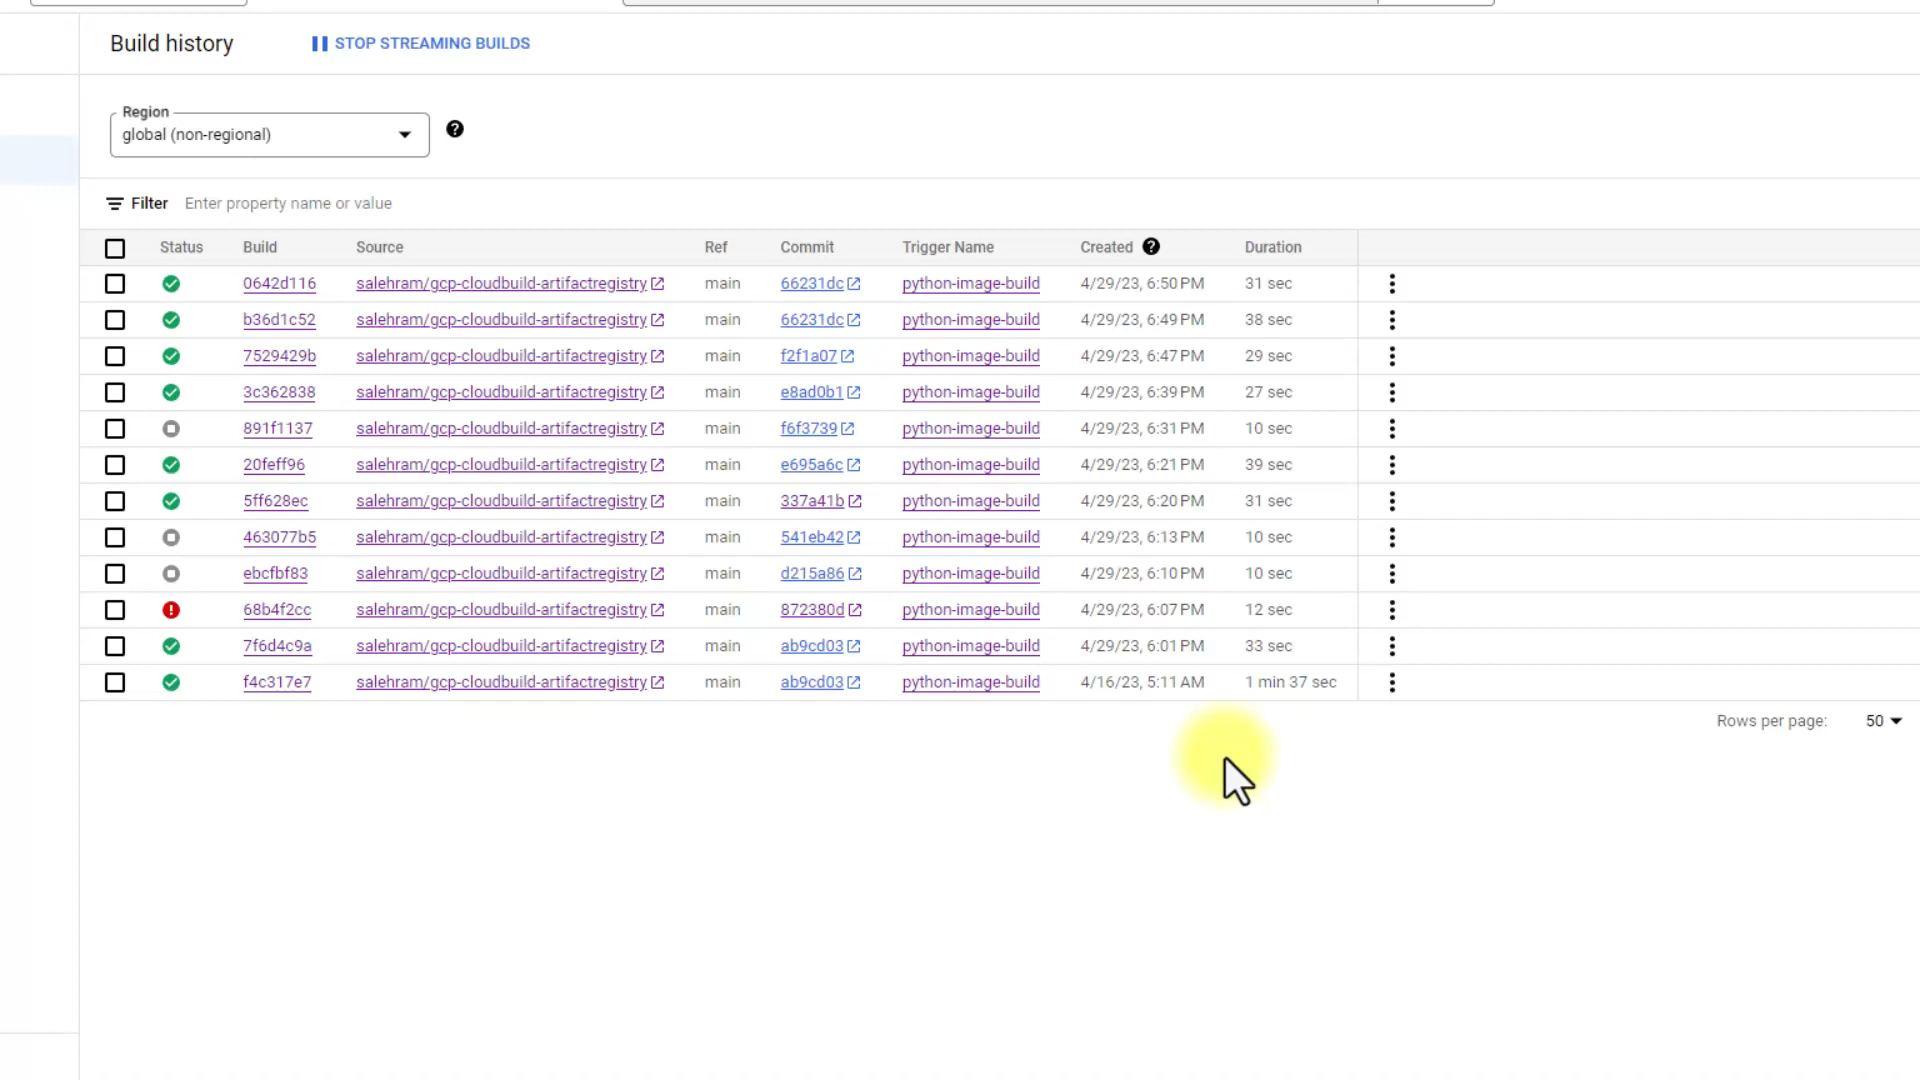 Build history STOP STREAMING BUILDS
Region
global (non-regional)
Filter Enter property name or value
Status Build Source Ref Commit Trigger Name Created Duration
0642d116 salehram/gcp-cloudbuild-artifactregistry main 66231dc python-image-build 4/29/23, 6:50 PM 31 sec
b36d1c52 salehram/gcp-cloudbuild-artifactregistry main 66231dc python-image-build 4/29/23, 6:49 PM 38 sec
7529429b salehram/gcp-cloudbuild-artifactregistry main f2f1a07 python-image-build 4/29/23, 6:47 PM 29 sec
3c362838 salehram/gcp-cloudbuild-artifactregistry main e8ad0b1 python-image-build 4/29/23, 6:39 PM 27 sec
891f1137 salehram/gcp-cloudbuild-artifactregistry main f6f3739 python-image-build 4/29/23, 6:31 PM 10 sec
20feff96 salehram/gcp-cloudbuild-artifactregistry main e695a6c python-image-build 4/29/23, 6:21 PM 39 sec
5ff628ec salehram/gcp-cloudbuild-artifactregistry main 337a41b python-image-build 4/29/23, 6:20 PM 31 sec
463077b5 salehram/gcp-cloudbuild-artifactregistry main 541eb42 python-image-build 4/29/23, 6:13 PM 10 sec
ebcfbf83 salehram/gcp-cloudbuild-artifactregistry main d215a86 python-image-build 4/29/23, 6:10 PM 10 sec
68b4f2cc salehram/gcp-cloudbuild-artifactregistry main 872380d python-image-build 4/29/23, 6:07 PM 12 sec
7f6d4c9a salehram/gcp-cloudbuild-artifactregistry main ab9cd03 python-image-build 4/29/23, 6:01 PM 33 sec
f4c317e7 salehram/gcp-cloudbuild-artifactregistry main ab9cd03 python-image-build 4/16/23, 5:11 AM 1 min 37 sec
Rows per page: 50